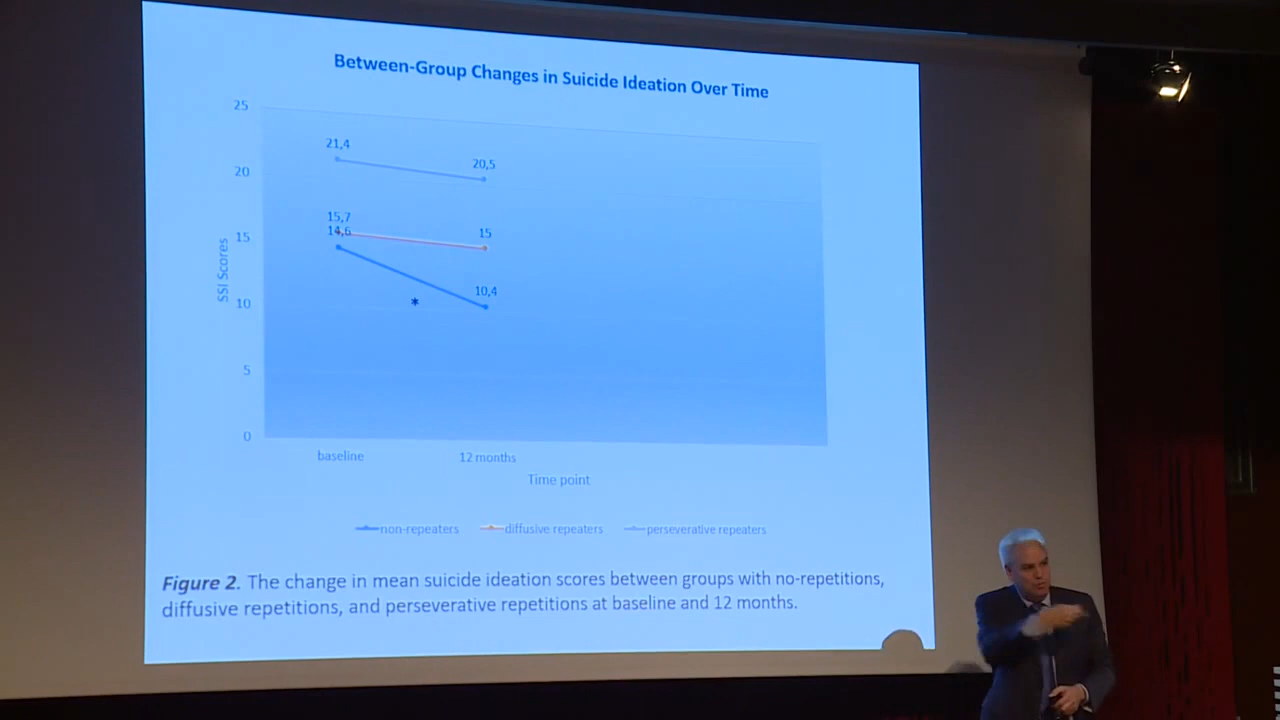 Between-Group Changes in Suicide Ideation Over Time
25
21,4
20,5
20
15,7
14,6
15
15
SSI Scores
10,4
10
*
5
0
baseline
12 months
Time point
non-repeaters
diffusive repeaters
perseverative repeaters
Figure 2. The change in mean suicide ideation scores between groups with no-repetitions,
diffusive repetitions, and perseverative repetitions at baseline and 12 months.